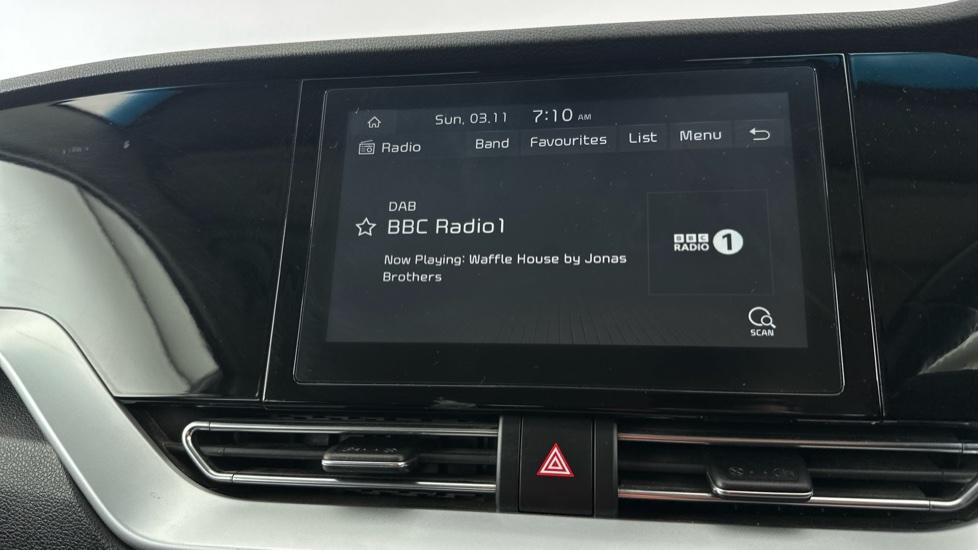 Sun, 03.11 7:10 AM
Radio Band Favourites List Menu
DAB
BBC Radio1
Now Playing: Waffle House by Jonas
Brothers
BBC
RADIO 1
SCAN